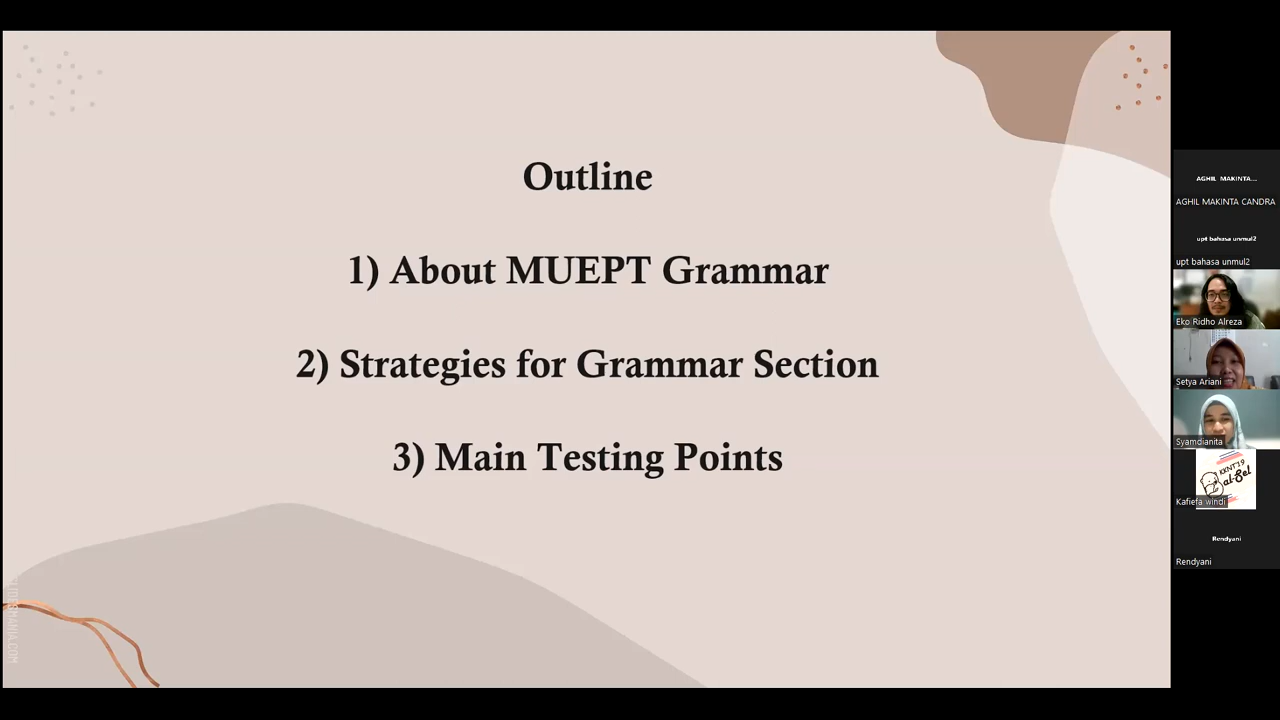 Outline
1) About MUEPT Grammar
2) Strategies for Grammar Section
3) Main Testing Points
AGHIL MAKINTA...
AGHIL MAKINTA CANDRA
upt bahasa unmul2
upt bahasa unmul2
Eko Ridho Alreza
Setya Ariani
Syamdianita
Kafiefa windi
Rendyani
Rendyani